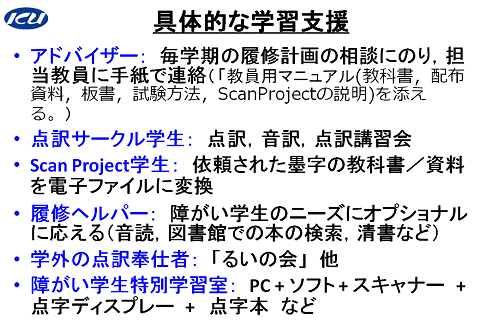 ICU
具体的な学習支援
• アドバイザー： 毎学期の履修計画の相談にのり，担
当教員に手紙で連絡（「教員用マニュアル(教科書，配布
資料，板書，試験方法，ScanProjectの説明)を添え
る。）
• 点訳サークル学生： 点訳，音訳，点訳講習会
• Scan Project学生： 依頼された墨字の教科書／資料
を電子ファイルに変換
• 履修ヘルパー： 障がい学生のニーズにオプショナル
に応える（音読，図書館での本の検索，清書など）
• 学外の点訳奉仕者： 「るいの会」 他
• 障がい学生特別学習室： PC + ソフト + スキャナー +
点字ディスプレー + 点字本 など